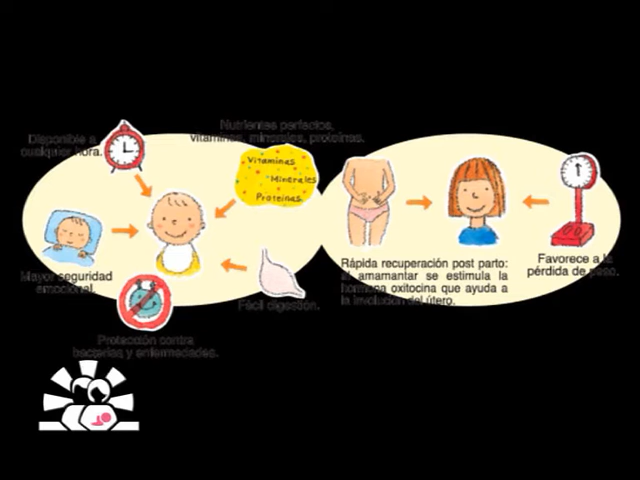 Disponible a
cualquier hora.
Nutrientes perfectos,
vitaminas, minerales, proteínas.
Vitaminas
Minerales
Proteínas
Mayor seguridad
emocional.
Protección contra
bacterias y enfermedades.
Fácil digestión.
Rápida recuperación post parto:
al amamantar se estimula la
hormona oxitocina que ayuda a
la involución del útero.
Favorece a la
pérdida de peso.